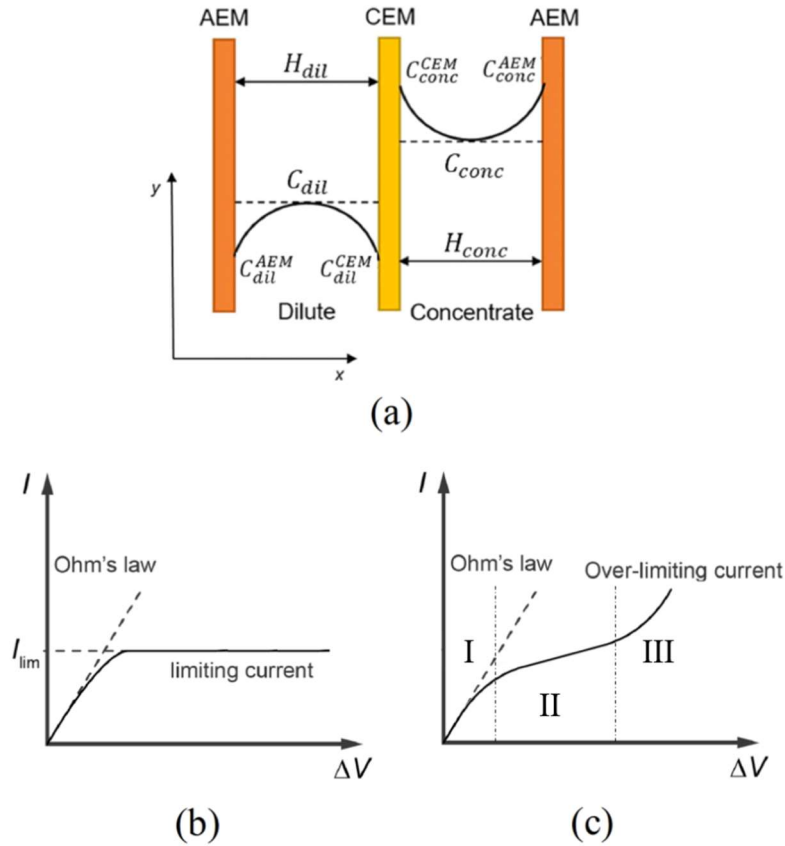 AEM CEM AEM
H_dil C_conc^CEM C_conc^AEM
C_conc
y C_dil
C_dil^AEM C_dil^CEM H_conc
Dilute Concentrate
x
(a)
I I
Ohm's law Ohm's law Over-limiting current
I_lim limiting current I III
II
ΔV ΔV
(b) (c)